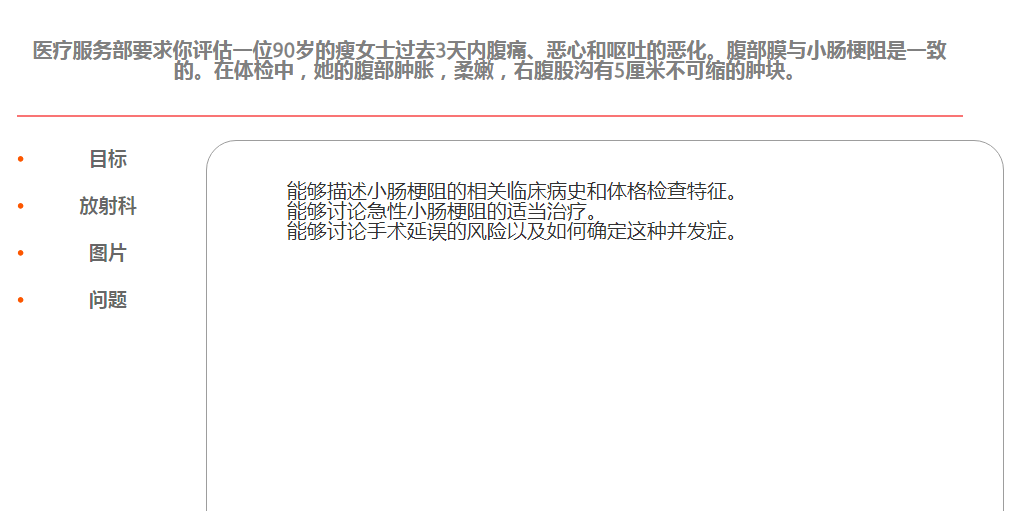 医疗服务部要求你评估一位90岁的瘦女士过去3天内腹痛、恶心和呕吐的恶化。腹部膜与小肠梗阻是一致
的。在体检中，她的腹部肿胀，柔嫩，右腹股沟有5厘米不可缩的肿块。
目标
放射科
图片
问题
能够描述小肠梗阻的相关临床病史和体格检查特征。
能够讨论急性小肠梗阻的适当治疗。
能够讨论手术延误的风险以及如何确定这种并发症。